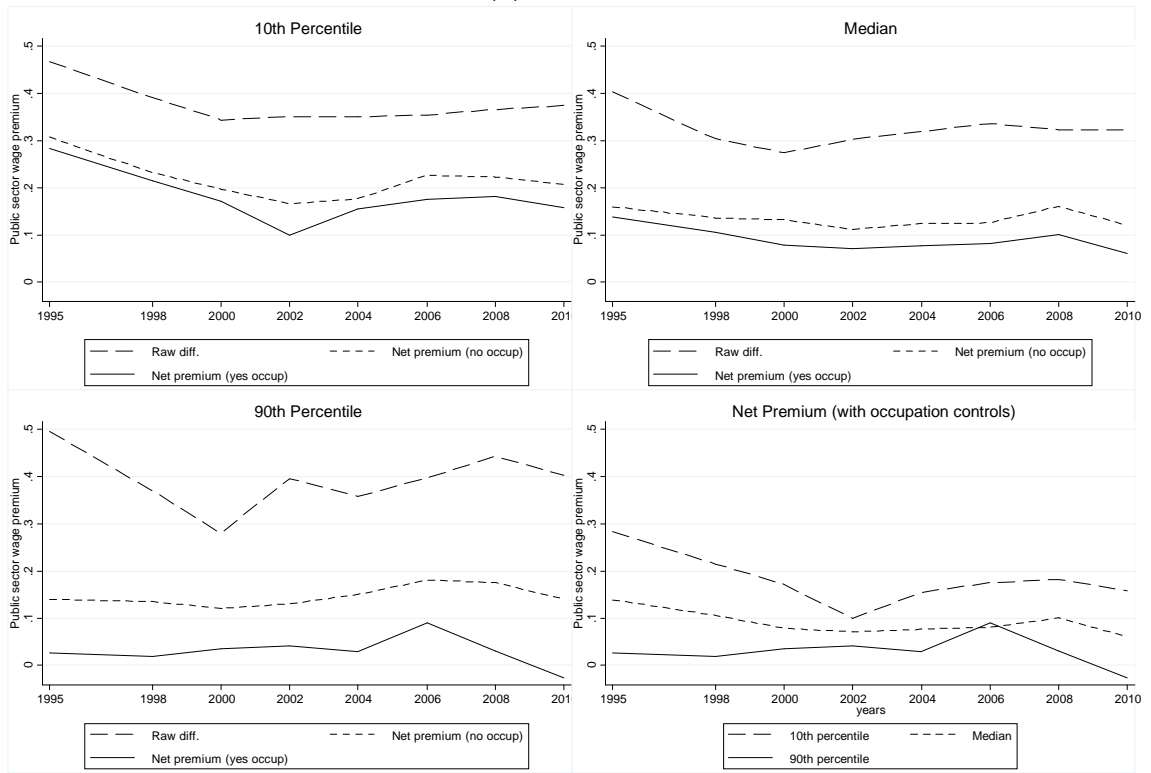 10th Percentile
Public sector wage premium
.5
.4
.3
.2
.1
0
1995 1998 2000 2002 2004 2006 2008 201
Raw diff. Net premium (no occup)
Net premium (yes occup)
Median
Public sector wage premium
.5
.4
.3
.2
.1
0
1995 1998 2000 2002 2004 2006 2008 2010
Raw diff. Net premium (no occup)
Net premium (yes occup)
90th Percentile
Public sector wage premium
.5
.4
.3
.2
.1
0
1995 1998 2000 2002 2004 2006 2008 201
Raw diff. Net premium (no occup)
Net premium (yes occup)
Net Premium (with occupation controls)
Public sector wage premium
.5
.4
.3
.2
.1
0
1995 1998 2000 2002 2004 2006 2008 2010
years
10th percentile Median
90th percentile